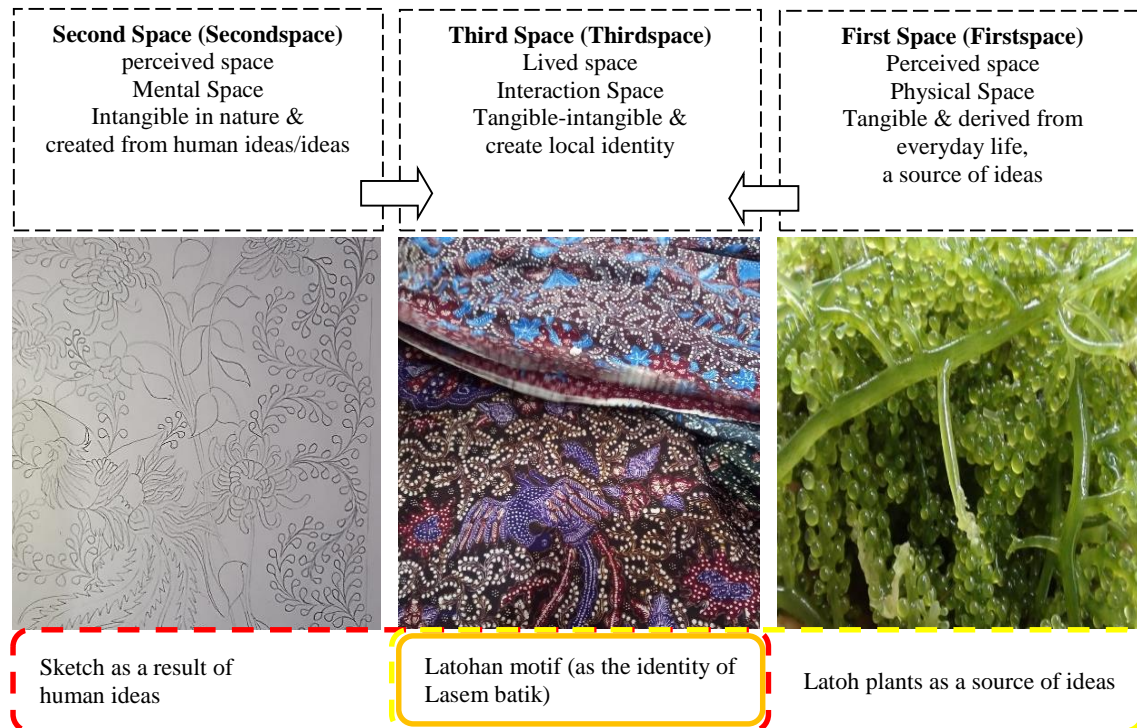 Second Space (Secondspace)
perceived space
Mental Space
Intangible in nature &
created from human ideas/ideas
Third Space (Thirdspace)
Lived space
Interaction Space
Tangible-intangible &
create local identity
First Space (Firstspace)
Perceived space
Physical Space
Tangible & derived from
everyday life,
a source of ideas
Sketch as a result of
human ideas
Latohan motif (as the identity of
Lasem batik)
Latoh plants as a source of ideas